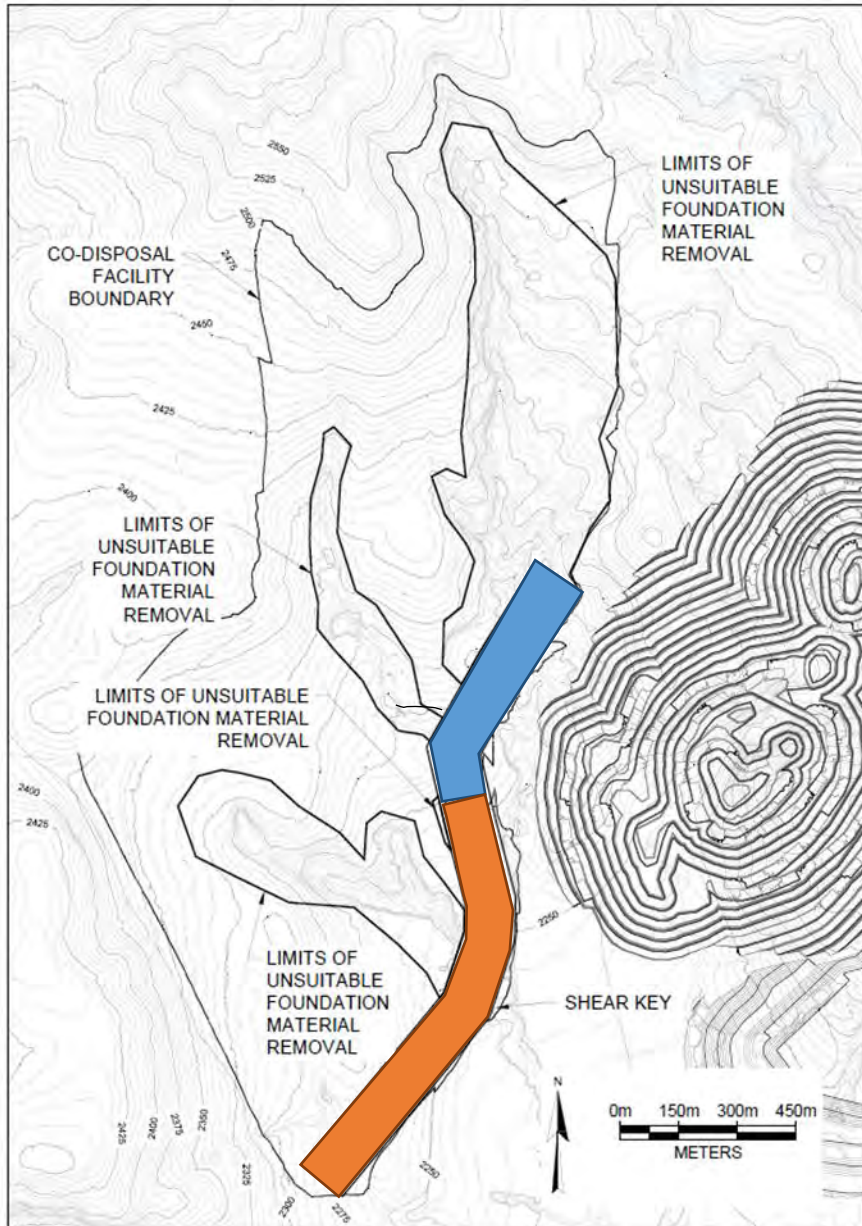 2550
2525
2500
2475
2450
2425
2400
LIMITS OF
UNSUITABLE
FOUNDATION
MATERIAL
REMOVAL
CO-DISPOSAL
FACILITY
BOUNDARY
LIMITS OF
UNSUITABLE
FOUNDATION
MATERIAL
REMOVAL
LIMITS OF UNSUITABLE
FOUNDATION MATERIAL
REMOVAL
2400
2425
2250
LIMITS OF
UNSUITABLE
FOUNDATION
MATERIAL
REMOVAL
SHEAR KEY
N
0m 150m 300m 450m
METERS
2425
2400
2375
2350
2325
2300
2275
2250